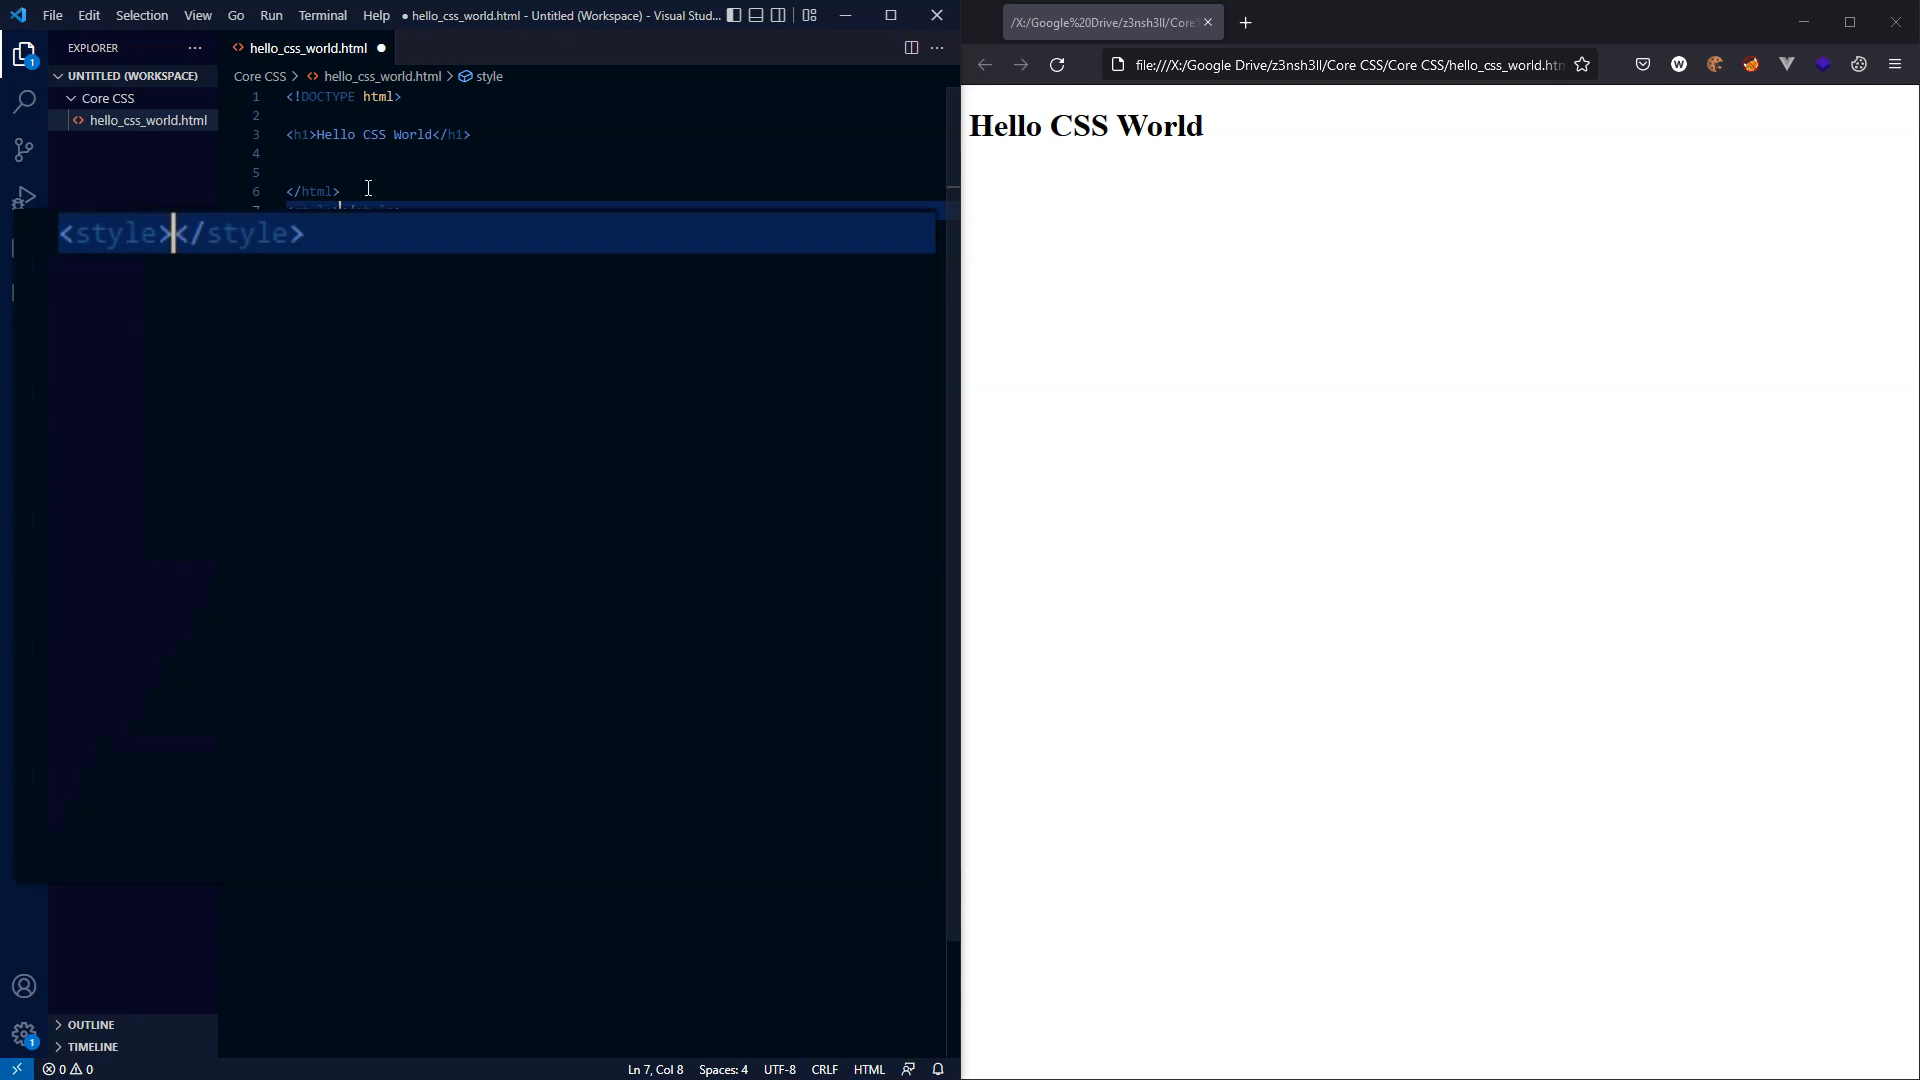 File Edit Selection View Go Run Terminal Help ● hello_css_world.html - Untitled (Workspace) - Visual Stud...
EXPLORER ···
1
UNTITLED (WORKSPACE)
Core CSS
hello_css_world.html
hello_css_world.html ●
Core CSS > hello_css_world.html > style
1 <!DOCTYPE html>
2
3 <h1>Hello CSS World</h1>
4
5
6 </html>
<style></style>
OUTLINE
TIMELINE
1
0 0
Ln 7, Col 8 Spaces: 4 UTF-8 CRLF HTML
/X:/Google%20Drive/z3nsh3ll/Core
file:///X:/Google Drive/z3nsh3ll/Core CSS/Core CSS/hello_css_world.htm
W
Hello CSS World